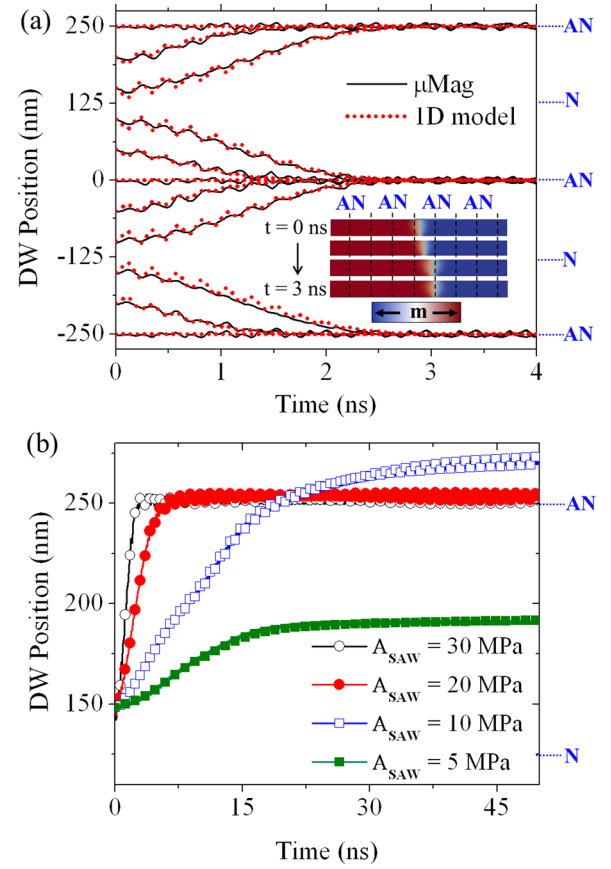 (a)
250
125
0
-125
-250
DW Position (nm)
AN
N
AN
N
AN
μMag
1D model
AN AN AN AN
t = 0 ns
t = 3 ns
m
0 1 2 3 4
Time (ns)
(b)
250
200
150
DW Position (nm)
AN
N
A_SAW = 30 MPa
A_SAW = 20 MPa
A_SAW = 10 MPa
A_SAW = 5 MPa
0 15 30 45
Time (ns)